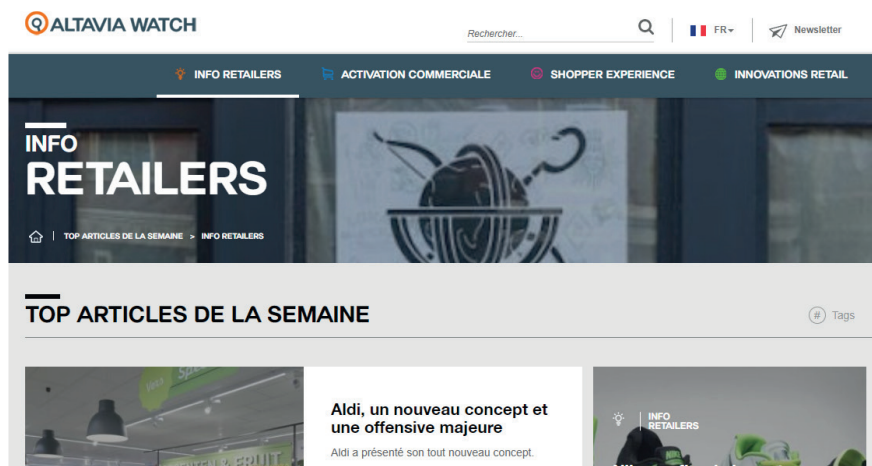 ALTAVIA WATCH
Rechercher...
FR
Newsletter
INFO RETAILERS
ACTIVATION COMMERCIALE
SHOPPER EXPERIENCE
INNOVATIONS RETAIL
INFO
RETAILERS
TOP ARTICLES DE LA SEMAINE > INFO RETAILERS
TOP ARTICLES DE LA SEMAINE
# Tags
Aldi, un nouveau concept et
une offensive majeure
Aldi a présenté son tout nouveau concept.
INFO
RETAILERS